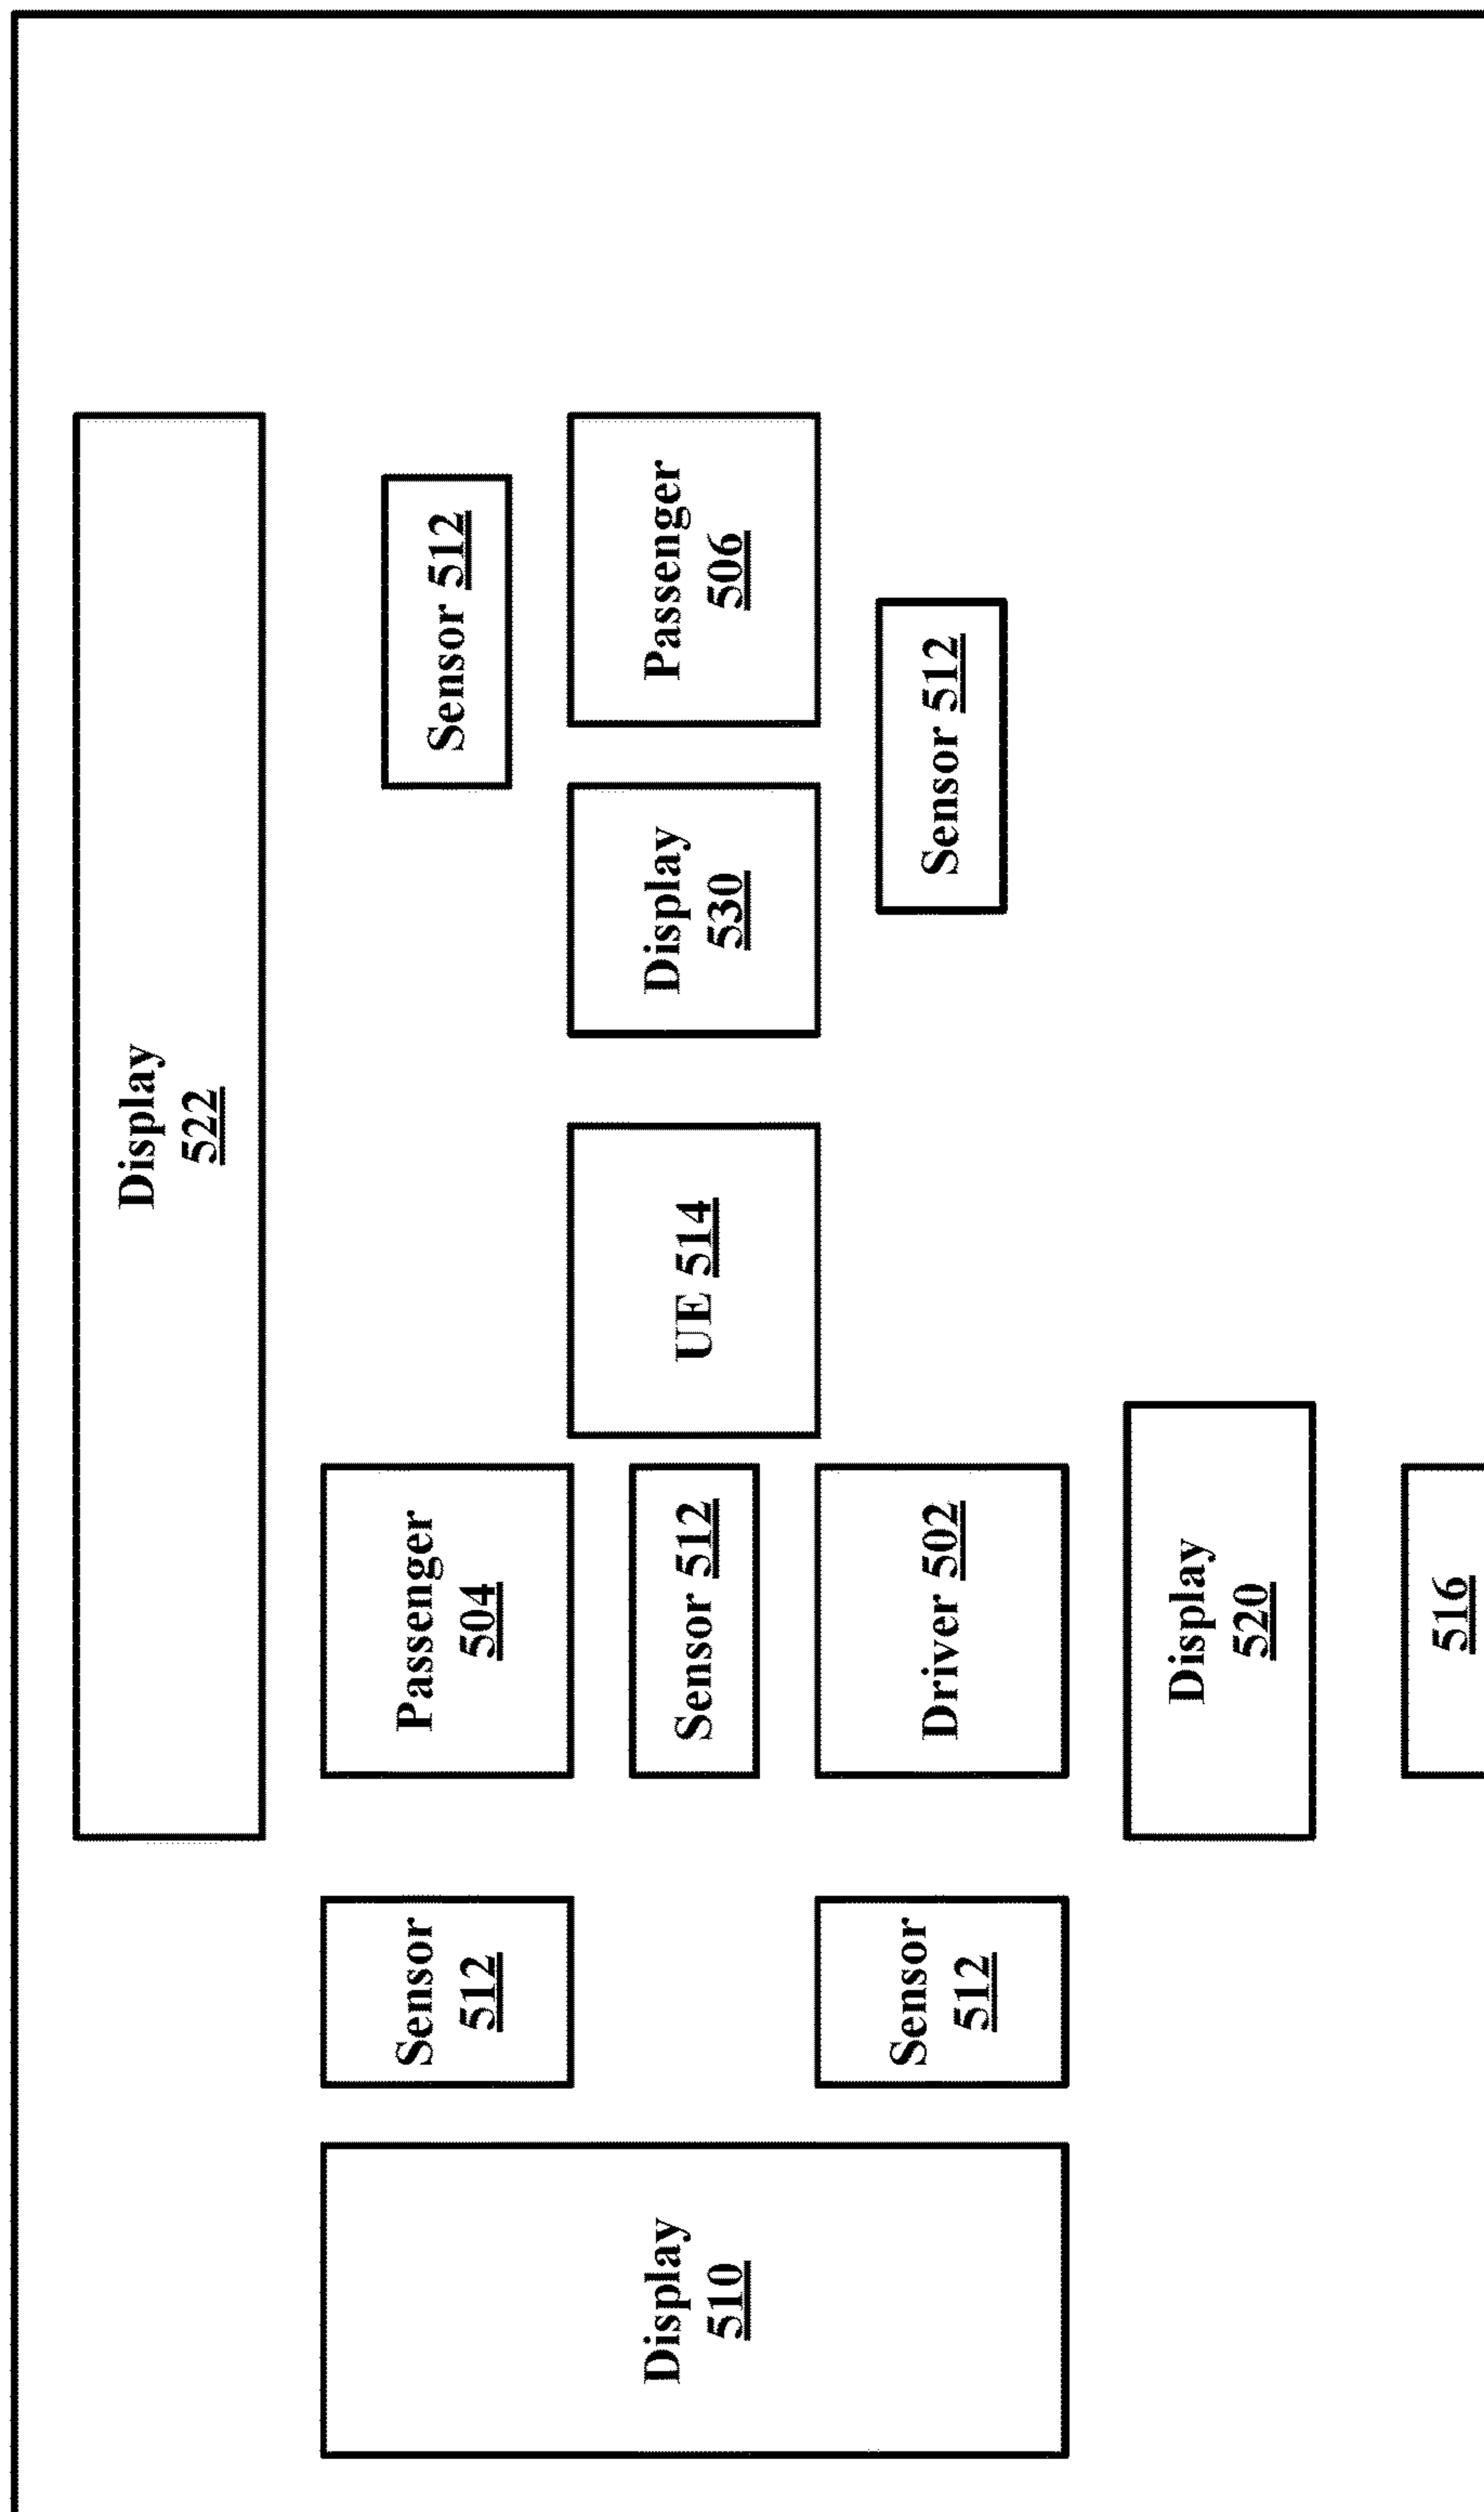 Display
522
Passenger
504
Sensor
512
Sensor 512
Display
510
UE 514
Sensor 512
Display
530
Passenger
506
Sensor
512
Driver 502
Sensor 512
Display
520
516